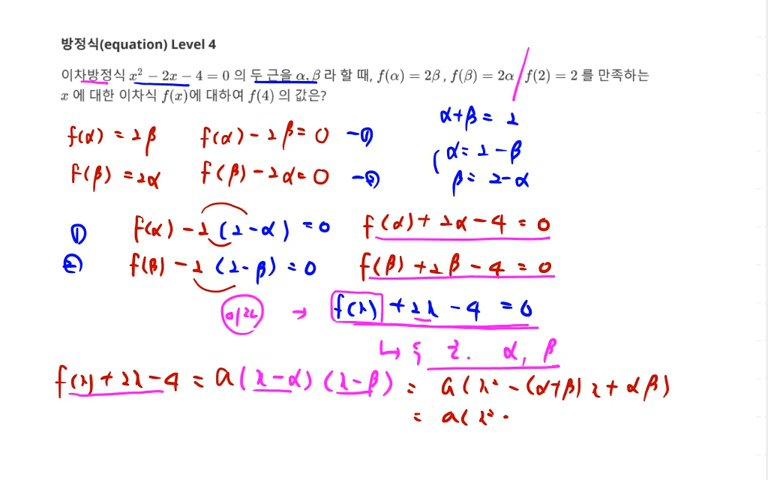 방정식(equation) Level 4
이차방정식 x² − 2x − 4 = 0 의 두 근을 α, β 라 할 때, f(α) = 2β , f(β) = 2α / f(2) = 2 를 만족하는
x 에 대한 이차식 f(x)에 대하여 f(4) 의 값은?
α+β = 2
f(α) = 2β f(α) − 2β = 0 −①
α = 2 − β
f(β) = 2α f(β) − 2α = 0 −②
β = 2 − α
① f(α) − 2(2−α) = 0 f(α) + 2α − 4 = 0
② f(β) − 2(2−β) = 0 f(β) + 2β − 4 = 0
→ f(x) + 2x − 4 = 0
α, β
f(x) + 2x − 4 = a(x−α)(x−β) = a(x² − (α+β)x + αβ)
= a(x² -